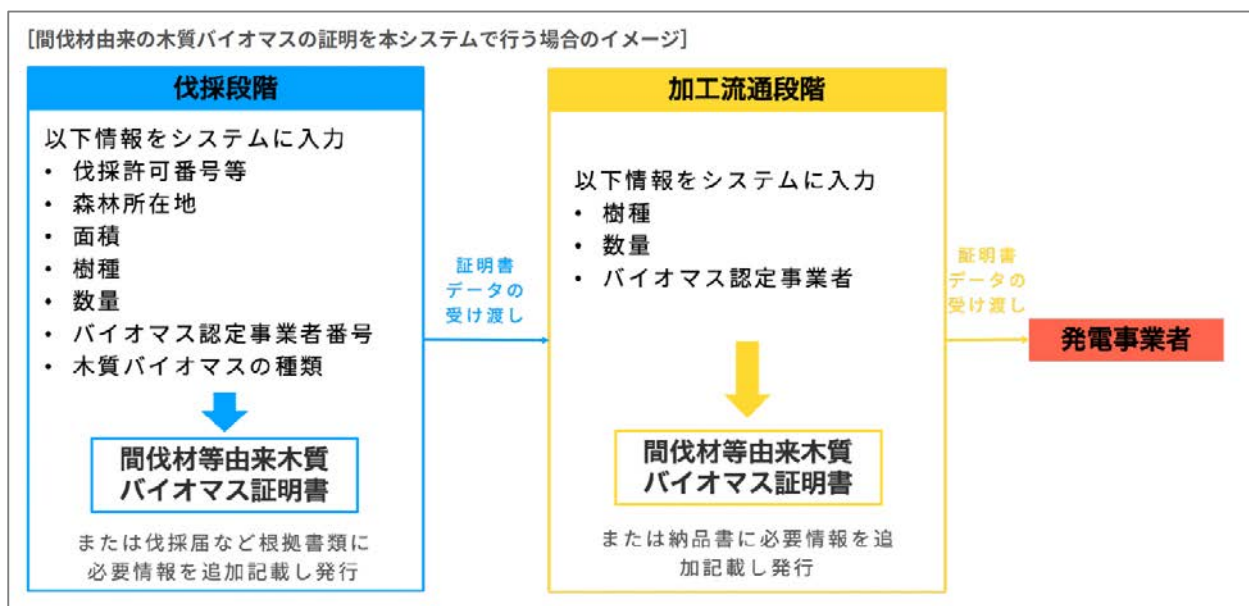 [間伐材由来の木質バイオマスの証明を本システムで行う場合のイメージ]
伐採段階
以下情報をシステムに入力
• 伐採許可番号等
• 森林所在地
• 面積
• 樹種
• 数量
• バイオマス認定事業者番号
• 木質バイオマスの種類
間伐材等由来木質
バイオマス証明書
または伐採届など根拠書類に
必要情報を追加記載し発行
証明書
データの
受け渡し
加工流通段階
以下情報をシステムに入力
• 樹種
• 数量
• バイオマス認定事業者
間伐材等由来木質
バイオマス証明書
または納品書に必要情報を追
加記載し発行
証明書
データの
受け渡し
発電事業者